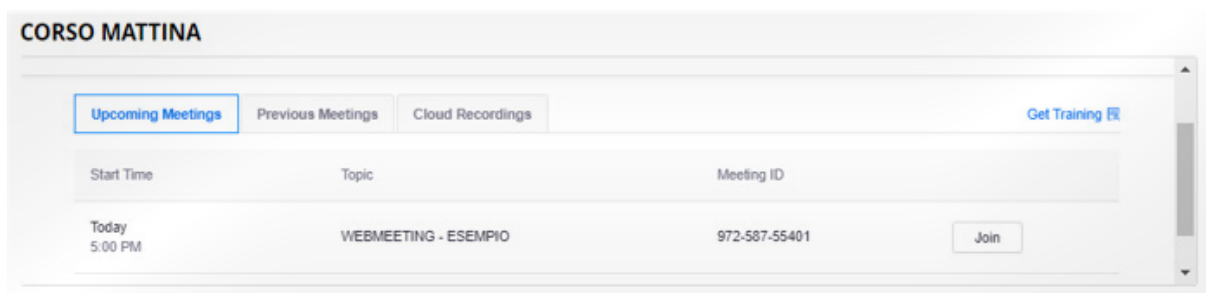 CORSO MATTINA
Upcoming Meetings Previous Meetings Cloud Recordings Get Training
Start Time Topic Meeting ID
Today
5:00 PM
WEBMEETING - ESEMPIO 972-587-55401 Join